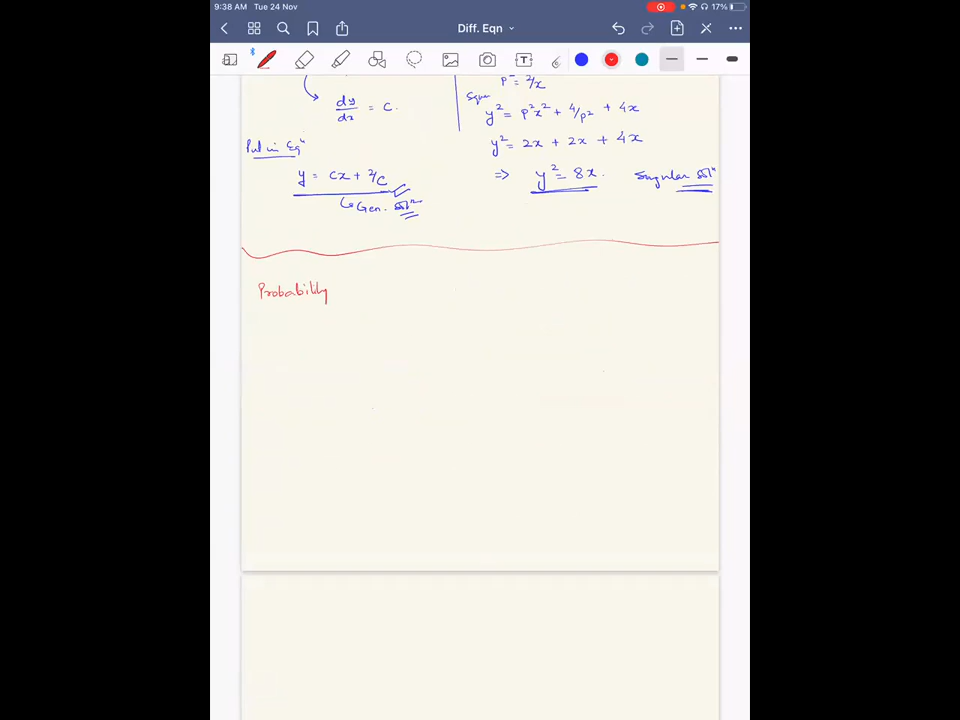 9:38 AM Tue 24 Nov
17%
Diff. Eqn
T
dy/dx = C.
Put in Eqⁿ
y = cx + 2/c
↳ Gen. solⁿ
p² = 2/x
Squar
y² = p²x² + 4/p² + 4x
y² = 2x + 2x + 4x
⇒ y² = 8x. Singular solⁿ
Probability